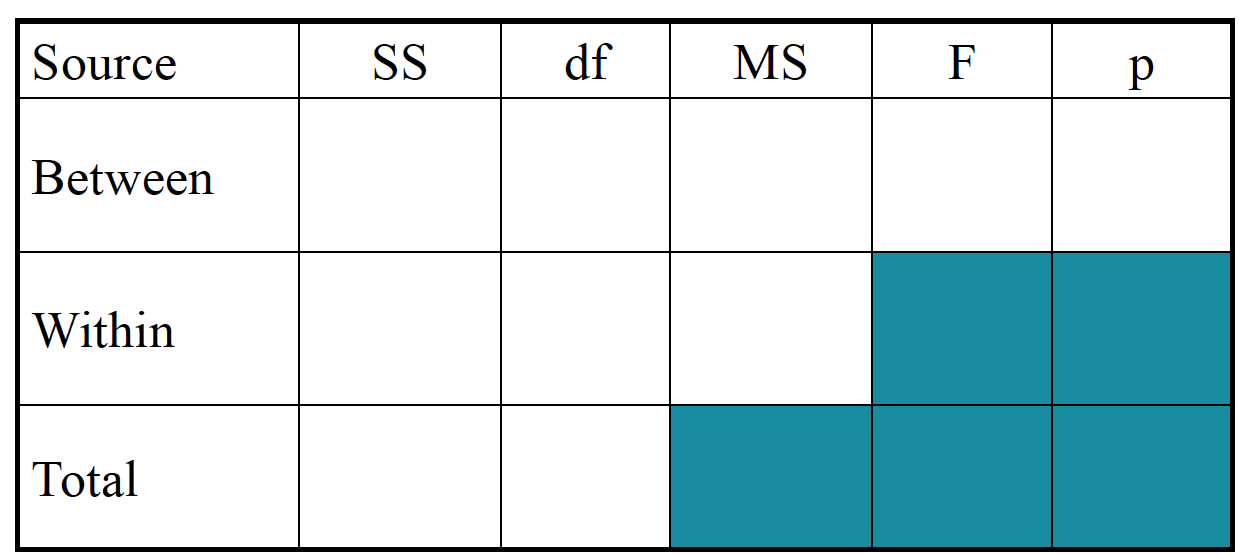 Source SS df MS F p
Between
Within
Total